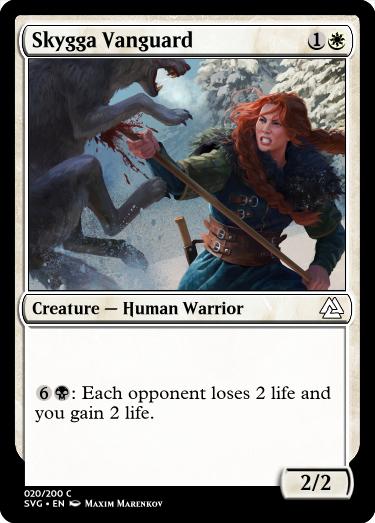 Skygga Vanguard 1
Creature — Human Warrior
6: Each opponent loses 2 life and
you gain 2 life.
2/2
020/200 C
SVG • EN Maxim Marenkov